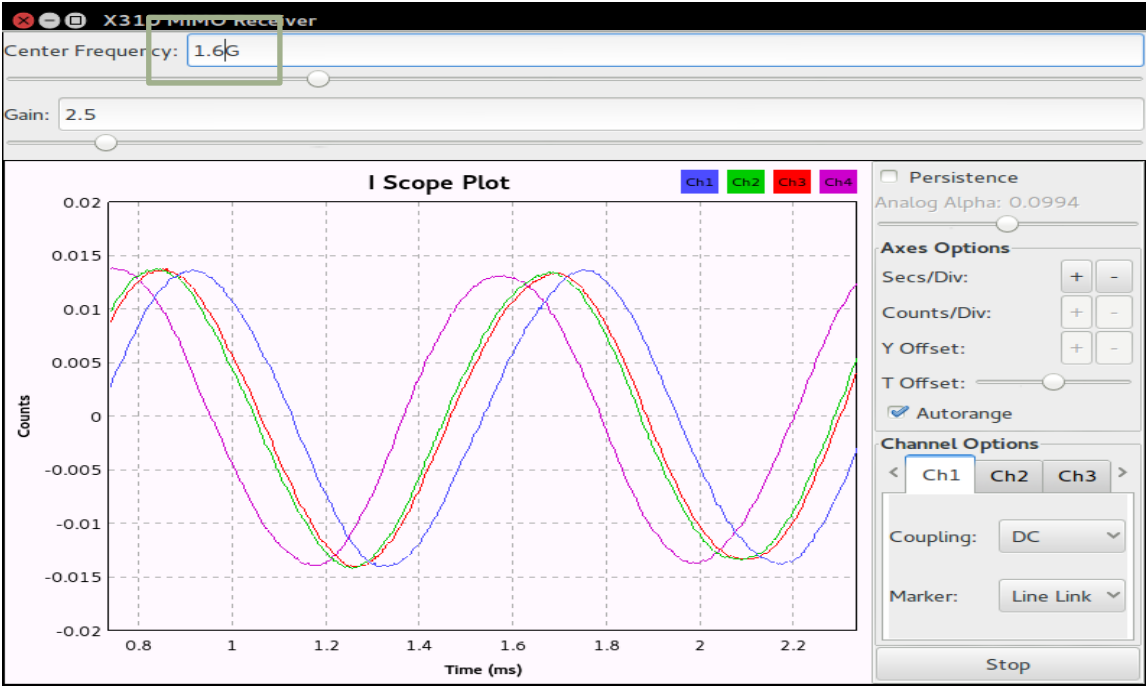 X310 MIMO Receiver
Center Frequency: 1.6G
Gain: 2.5
I Scope Plot
Ch1 Ch2 Ch3 Ch4
0.02
0.015
0.01
0.005
0
-0.005
-0.01
-0.015
-0.02
Counts
0.8 1 1.2 1.4 1.6 1.8 2 2.2
Time (ms)
Persistence
Analog Alpha: 0.0994
Axes Options
Secs/Div: + -
Counts/Div: + -
Y Offset: + -
T Offset:
Autorange
Channel Options
< Ch1 Ch2 Ch3 >
Coupling: DC
Marker: Line Link
Stop